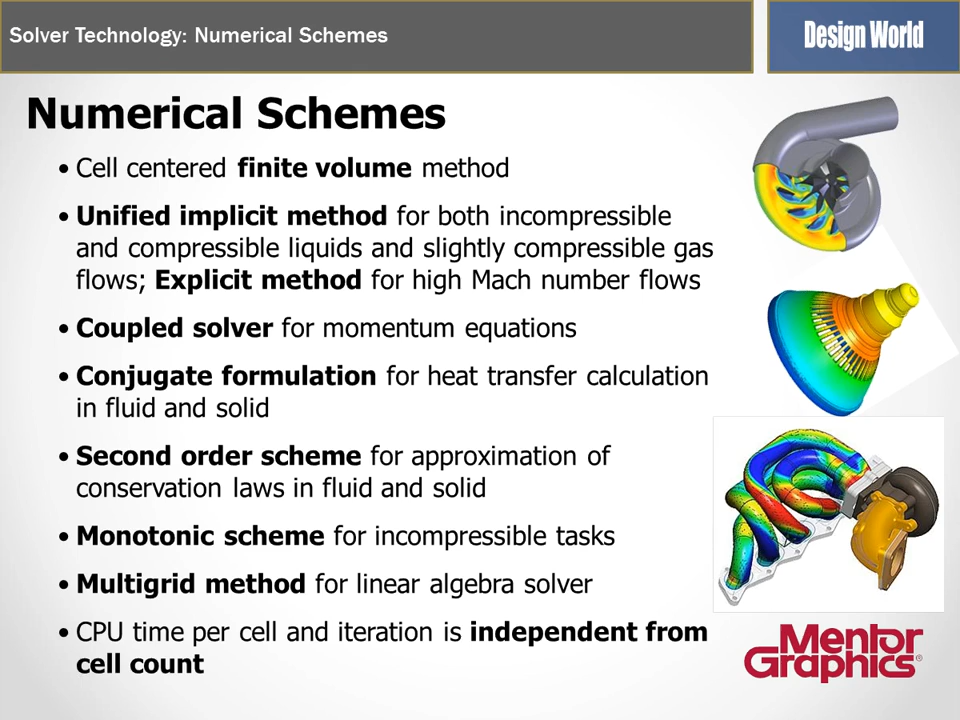 Solver Technology: Numerical Schemes
Design World
Numerical Schemes
• Cell centered finite volume method
• Unified implicit method for both incompressible
and compressible liquids and slightly compressible gas
flows; Explicit method for high Mach number flows
• Coupled solver for momentum equations
• Conjugate formulation for heat transfer calculation
in fluid and solid
• Second order scheme for approximation of
conservation laws in fluid and solid
• Monotonic scheme for incompressible tasks
• Multigrid method for linear algebra solver
• CPU time per cell and iteration is independent from
cell count
Mentor
Graphics®